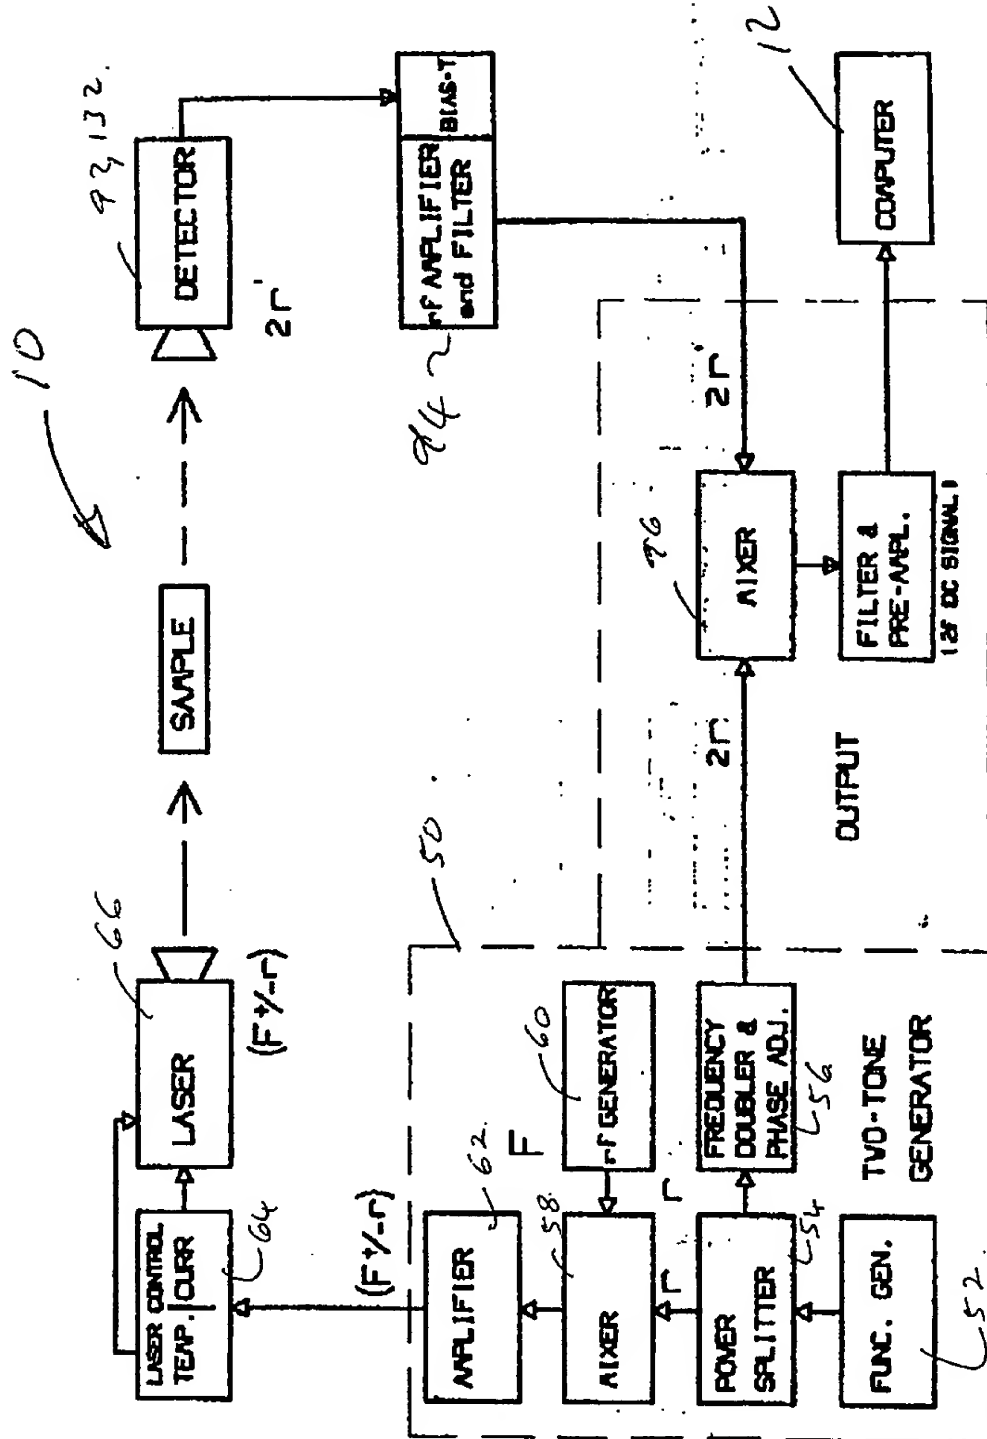 10
66
LASER CONTROL
TEMP. / CURR
64
LASER
(F+/-r)
SAMPLE
92, 132.
DETECTOR
2r'
(F+/-r)
50
94
rf AMPLIFIER
and FILTER
BIAS-T
62.
AMPLIFIER
F
rf GENERATOR
60
MIXER
58.
r
r
POWER
SPLITTER
54
FREQUENCY
DOUBLER &
PHASE ADJ.
56
2r
96
MIXER
2r'
FUNC. GEN.
52.
TWO-TONE
GENERATOR
OUTPUT
FILTER &
PRE-AMPL.
(2f DC SIGNAL)
COMPUTER
12